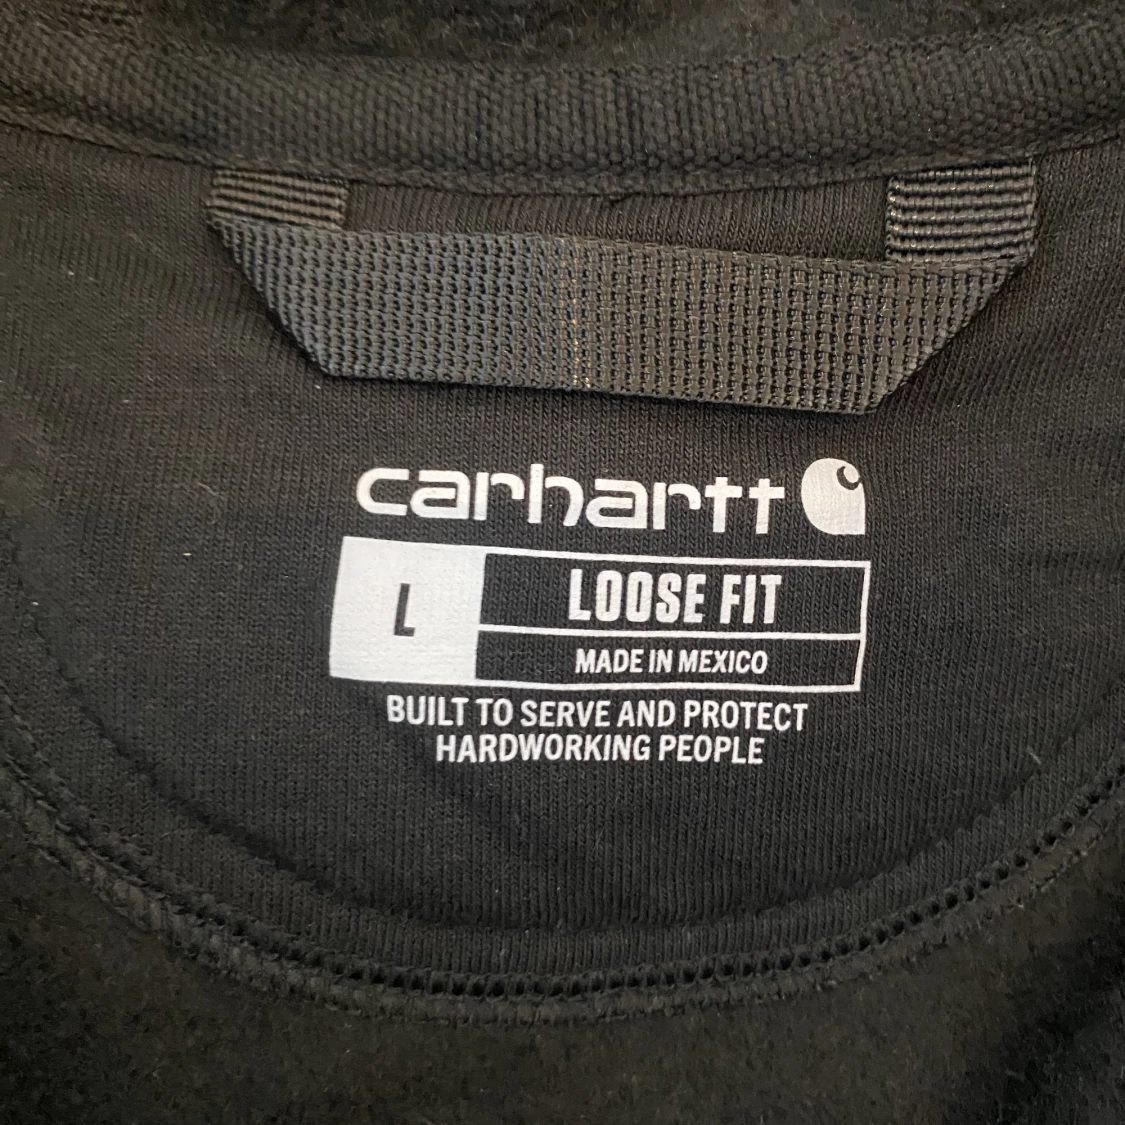 carhartt
L
LOOSE FIT
MADE IN MEXICO
BUILT TO SERVE AND PROTECT
HARDWORKING PEOPLE